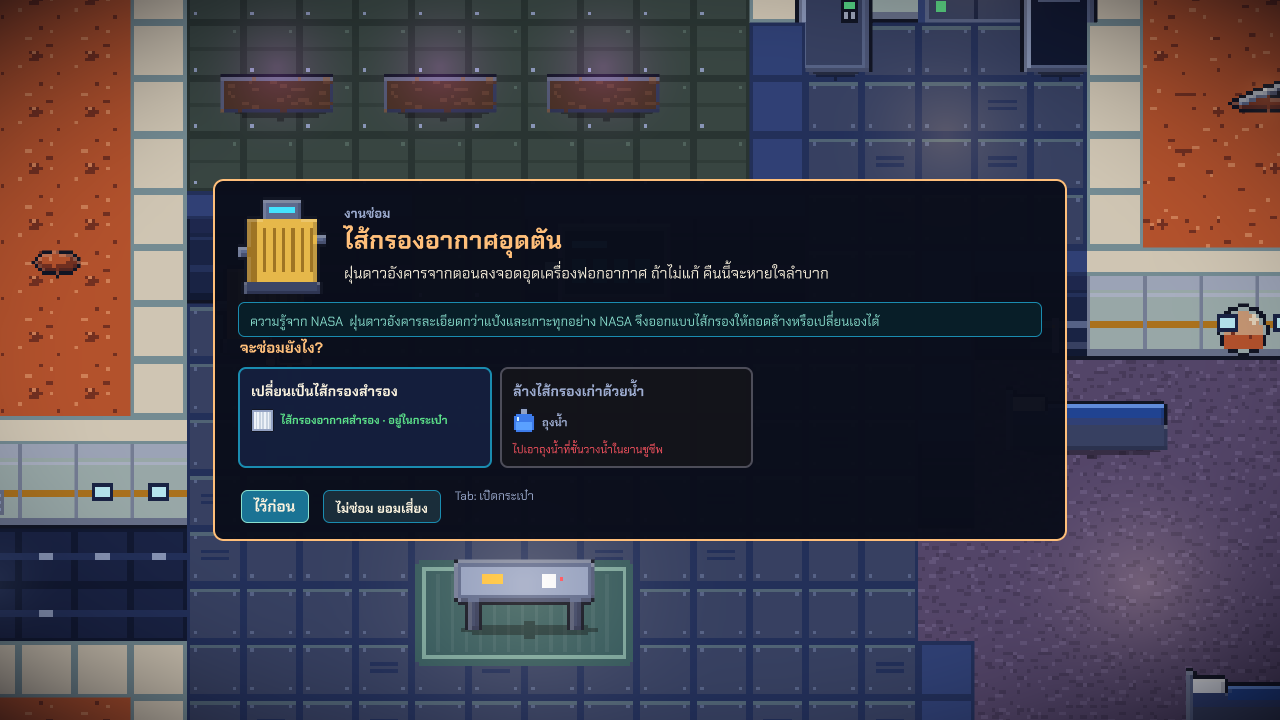 งานซ่อม
ไส้กรองอากาศอุดตัน
ฝุ่นดาวอังคารจากตอนลงจอดอุดเครื่องฟอกอากาศ ถ้าไม่แก้ คืนนี้จะหายใจลำบาก
ความรู้จาก NASA ฝุ่นดาวอังคารละเอียดกว่าแป้งและเกาะทุกอย่าง NASA จึงออกแบบไส้กรองให้ถอดล้างหรือเปลี่ยนเองได้
จะซ่อมยังไง?
เปลี่ยนเป็นไส้กรองสำรอง
ไส้กรองอากาศสำรอง · อยู่ในกระเป๋า
ล้างไส้กรองเก่าด้วยน้ำ
ถุงน้ำ
ไปเอาถุงน้ำที่ชั้นวางน้ำในยานชูชีพ
ไว้ก่อน
ไม่ซ่อม ยอมเสี่ยง
Tab: เปิดกระเป๋า